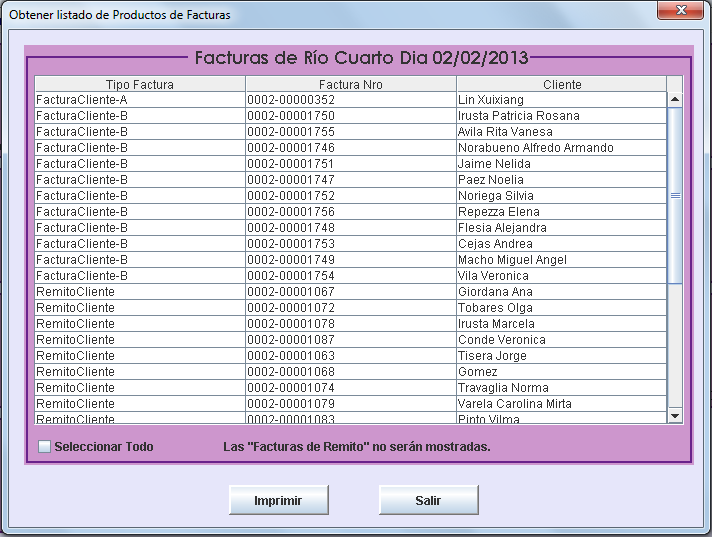 Obtener listado de Productos de Facturas
Facturas de Río Cuarto Dia 02/02/2013
Tipo Factura Factura Nro Cliente
FacturaCliente-A 0002-00000352 Lin Xuixiang
FacturaCliente-B 0002-00001750 Irusta Patricia Rosana
FacturaCliente-B 0002-00001755 Avila Rita Vanesa
FacturaCliente-B 0002-00001746 Norabueno Alfredo Armando
FacturaCliente-B 0002-00001751 Jaime Nelida
FacturaCliente-B 0002-00001747 Paez Noelia
FacturaCliente-B 0002-00001752 Noriega Silvia
FacturaCliente-B 0002-00001756 Repezza Elena
FacturaCliente-B 0002-00001748 Flesia Alejandra
FacturaCliente-B 0002-00001753 Cejas Andrea
FacturaCliente-B 0002-00001749 Macho Miguel Angel
FacturaCliente-B 0002-00001754 Vila Veronica
RemitoCliente 0002-00001067 Giordana Ana
RemitoCliente 0002-00001072 Tobares Olga
RemitoCliente 0002-00001078 Irusta Marcela
RemitoCliente 0002-00001087 Conde Veronica
RemitoCliente 0002-00001063 Tisera Jorge
RemitoCliente 0002-00001068 Gomez
RemitoCliente 0002-00001074 Travaglia Norma
RemitoCliente 0002-00001079 Varela Carolina Mirta
RemitoCliente 0002-00001083 Pinto Vilma
Seleccionar Todo Las "Facturas de Remito" no serán mostradas.
Imprimir Salir